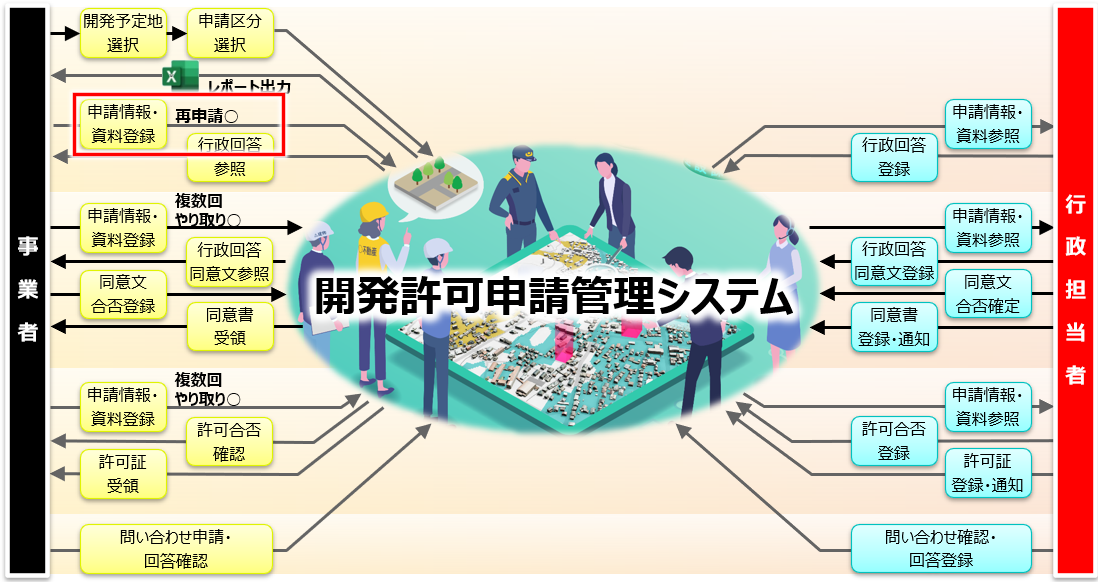 事業者
開発予定地
選択
申請区分
選択
レポート出力
申請情報・
資料登録
再申請○
行政回答
参照
申請情報・
資料参照
行政回答
登録
複数回
やり取り○
申請情報・
資料登録
行政回答
同意文参照
同意文
合否登録
同意書
受領
開発許可申請管理システム
不動産
申請情報・
資料参照
行政回答
同意文登録
同意文
合否確定
同意書
登録・通知
複数回
やり取り○
申請情報・
資料登録
許可合否
確認
許可証
受領
申請情報・
資料参照
許可合否
登録
許可証
登録・通知
問い合わせ申請・
回答確認
問い合わせ確認・
回答登録
行政担当者